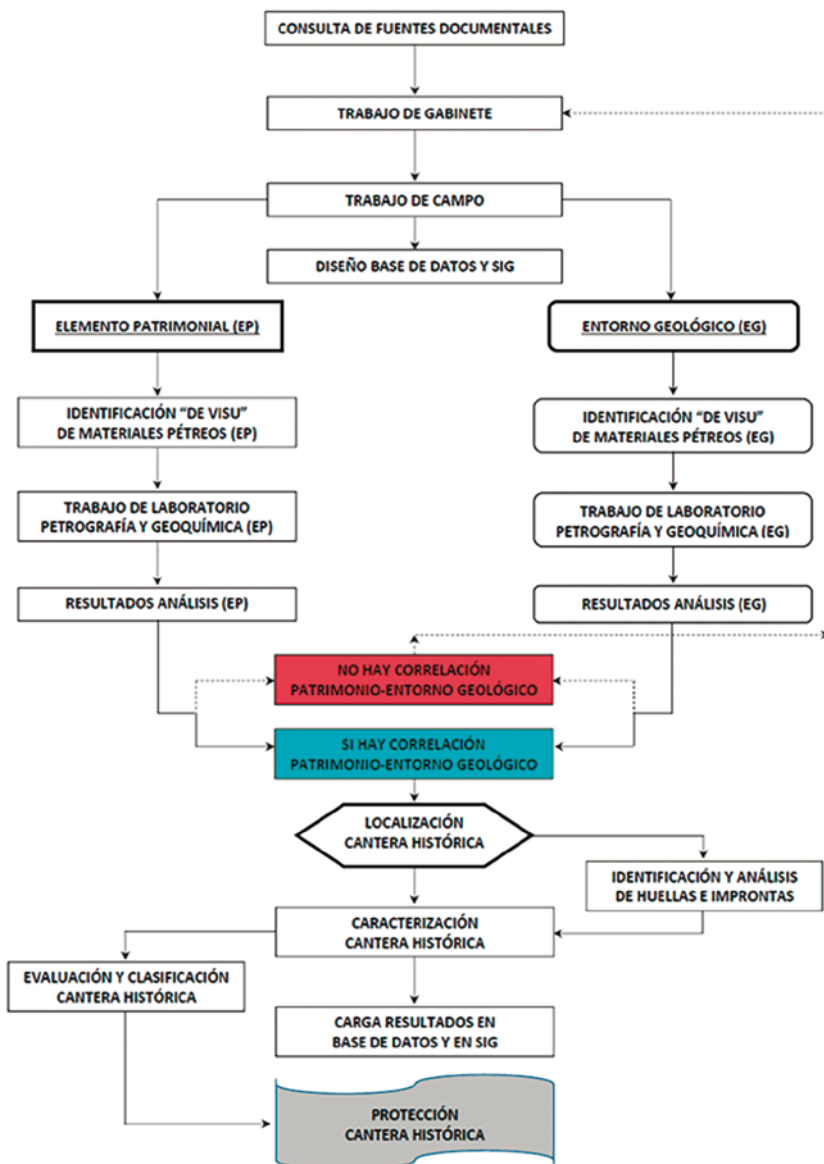 CONSULTA DE FUENTES DOCUMENTALES
TRABAJO DE GABINETE
TRABAJO DE CAMPO
DISEÑO BASE DE DATOS Y SIG
ELEMENTO PATRIMONIAL (EP)
IDENTIFICACIÓN “DE VISU”
DE MATERIALES PÉTREOS (EP)
TRABAJO DE LABORATORIO
PETROGRAFÍA Y GEOQUÍMICA (EP)
RESULTADOS ANÁLISIS (EP)
ENTORNO GEOLÓGICO (EG)
IDENTIFICACIÓN “DE VISU”
DE MATERIALES PÉTREOS (EG)
TRABAJO DE LABORATORIO
PETROGRAFÍA Y GEOQUÍMICA (EG)
RESULTADOS ANÁLISIS (EG)
NO HAY CORRELACIÓN
PATRIMONIO-ENTORNO GEOLÓGICO
SI HAY CORRELACIÓN
PATRIMONIO-ENTORNO GEOLÓGICO
LOCALIZACIÓN
CANTERA HISTÓRICA
IDENTIFICACIÓN Y ANÁLISIS
DE HUELLAS E IMPRONTAS
CARACTERIZACIÓN
CANTERA HISTÓRICA
EVALUACIÓN Y CLASIFICACIÓN
CANTERA HISTÓRICA
CARGA RESULTADOS EN
BASE DE DATOS Y EN SIG
PROTECCIÓN
CANTERA HISTÓRICA